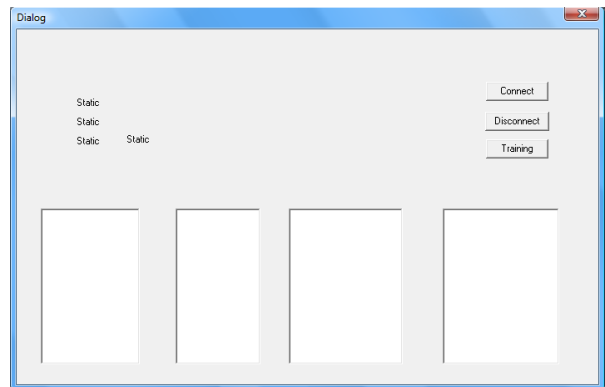 Dialog
Connect
Static
Static
Disconnect
Static Static
Training